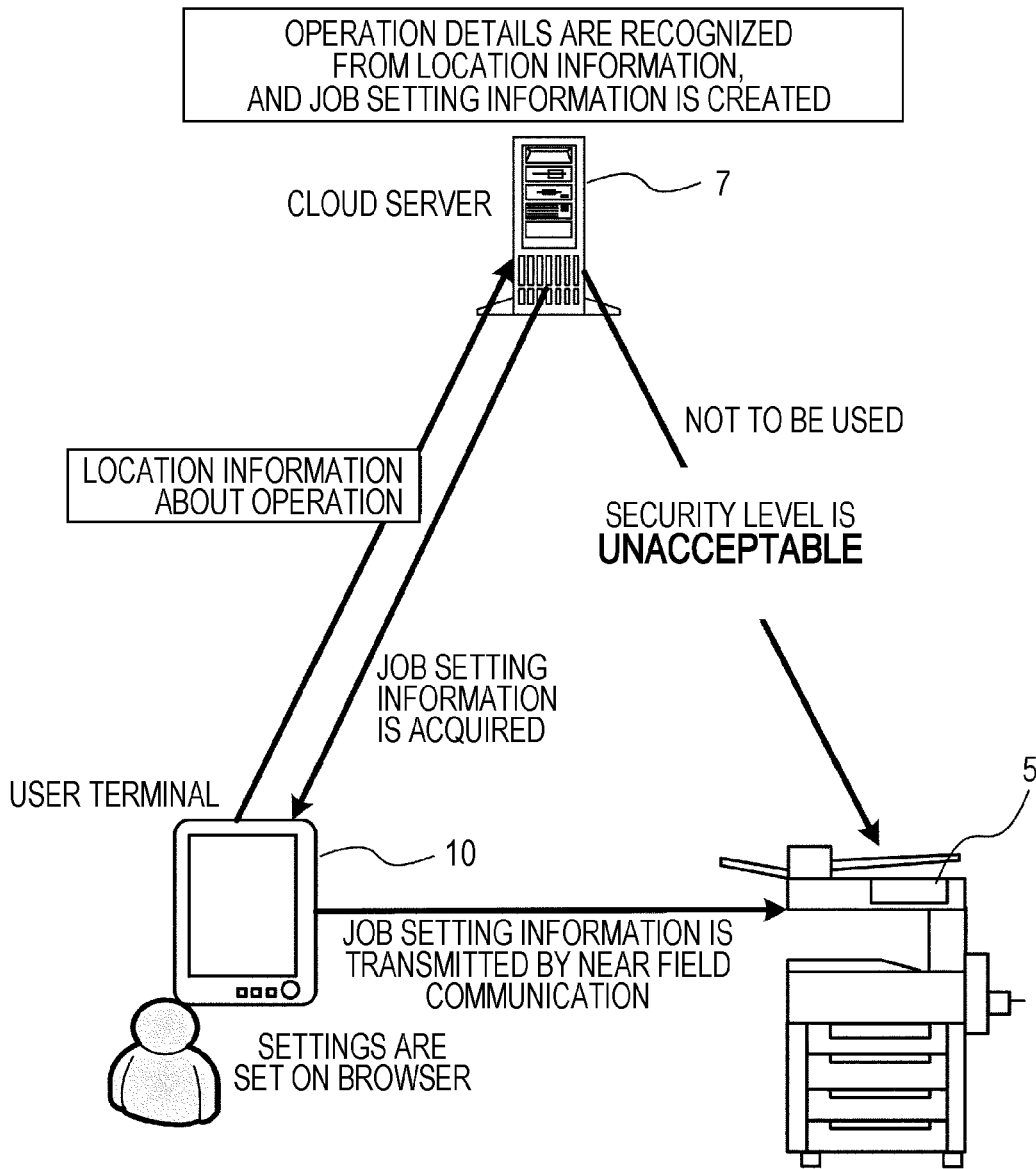 OPERATION DETAILS ARE RECOGNIZED
FROM LOCATION INFORMATION,
AND JOB SETTING INFORMATION IS CREATED
CLOUD SERVER
7
NOT TO BE USED
LOCATION INFORMATION
ABOUT OPERATION
SECURITY LEVEL IS
UNACCEPTABLE
JOB SETTING
INFORMATION
IS ACQUIRED
USER TERMINAL
5
10
JOB SETTING INFORMATION IS
TRANSMITTED BY NEAR FIELD
COMMUNICATION
SETTINGS ARE
SET ON BROWSER